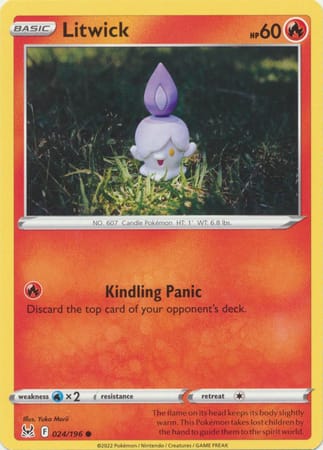 BASIC Litwick HP60
NO. 607 Candle Pokémon HT: 1' WT: 6.8 lbs.
Kindling Panic
Discard the top card of your opponent's deck.
weakness ×2 resistance retreat
Illus. Yuka Morii
The flame on its head keeps its body slightly
warm. This Pokémon takes lost children by
the hand to guide them to the spirit world.
F 024/196
©2022 Pokémon / Nintendo / Creatures / GAME FREAK